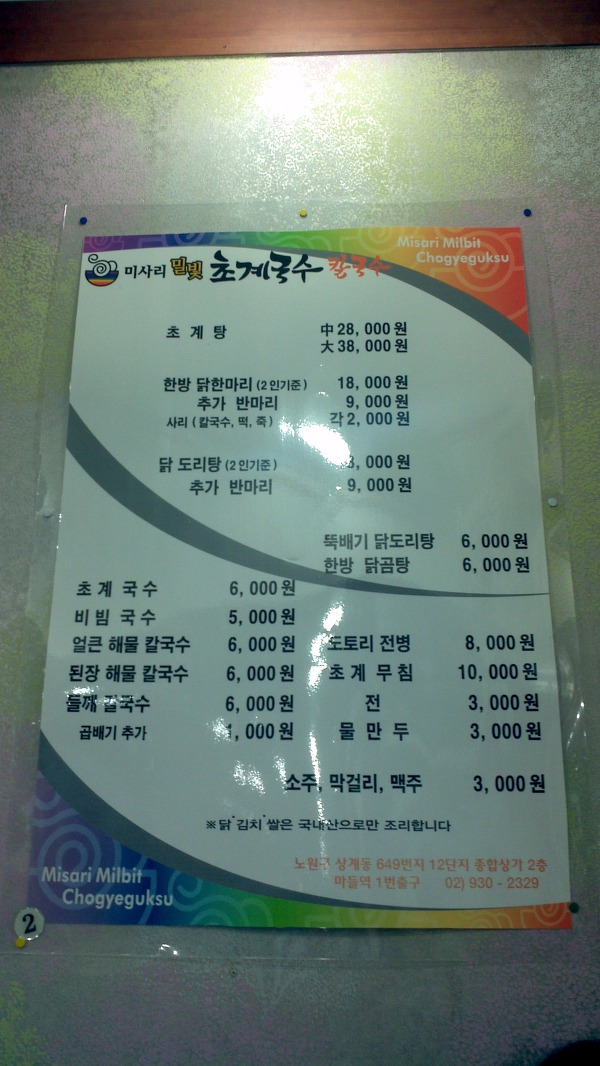 미사리 밀빛 초계국수 칼국수
Misari Milbit
Chogyeguksu
초 계 탕 中 28,000원
大 38,000원
한방 닭한마리 (2인기준) 18,000원
추가 반마리 9,000원
사리 (칼국수, 떡, 죽) 각 2,000원
닭 도리탕 (2인기준) 8,000원
추가 반마리 9,000원
뚝배기 닭도리탕 6,000원
한방 닭곰탕 6,000원
초 계 국 수 6,000원
비 빔 국 수 5,000원
얼큰 해물 칼국수 6,000원
된장 해물 칼국수 6,000원
들깨 칼국수 6,000원
곱배기 추가 1,000원
도토리 전병 8,000원
초 계 무 침 10,000원
전 3,000원
물 만 두 3,000원
소주, 막걸리, 맥주 3,000원
※ 닭˙김치˙쌀은 국내산으로만 조리합니다
노원구 상계동 649번지 12단지 종합상가 2층
마들역 1번출구 02) 930 - 2329
Misari Milbit
Chogyeguksu
2